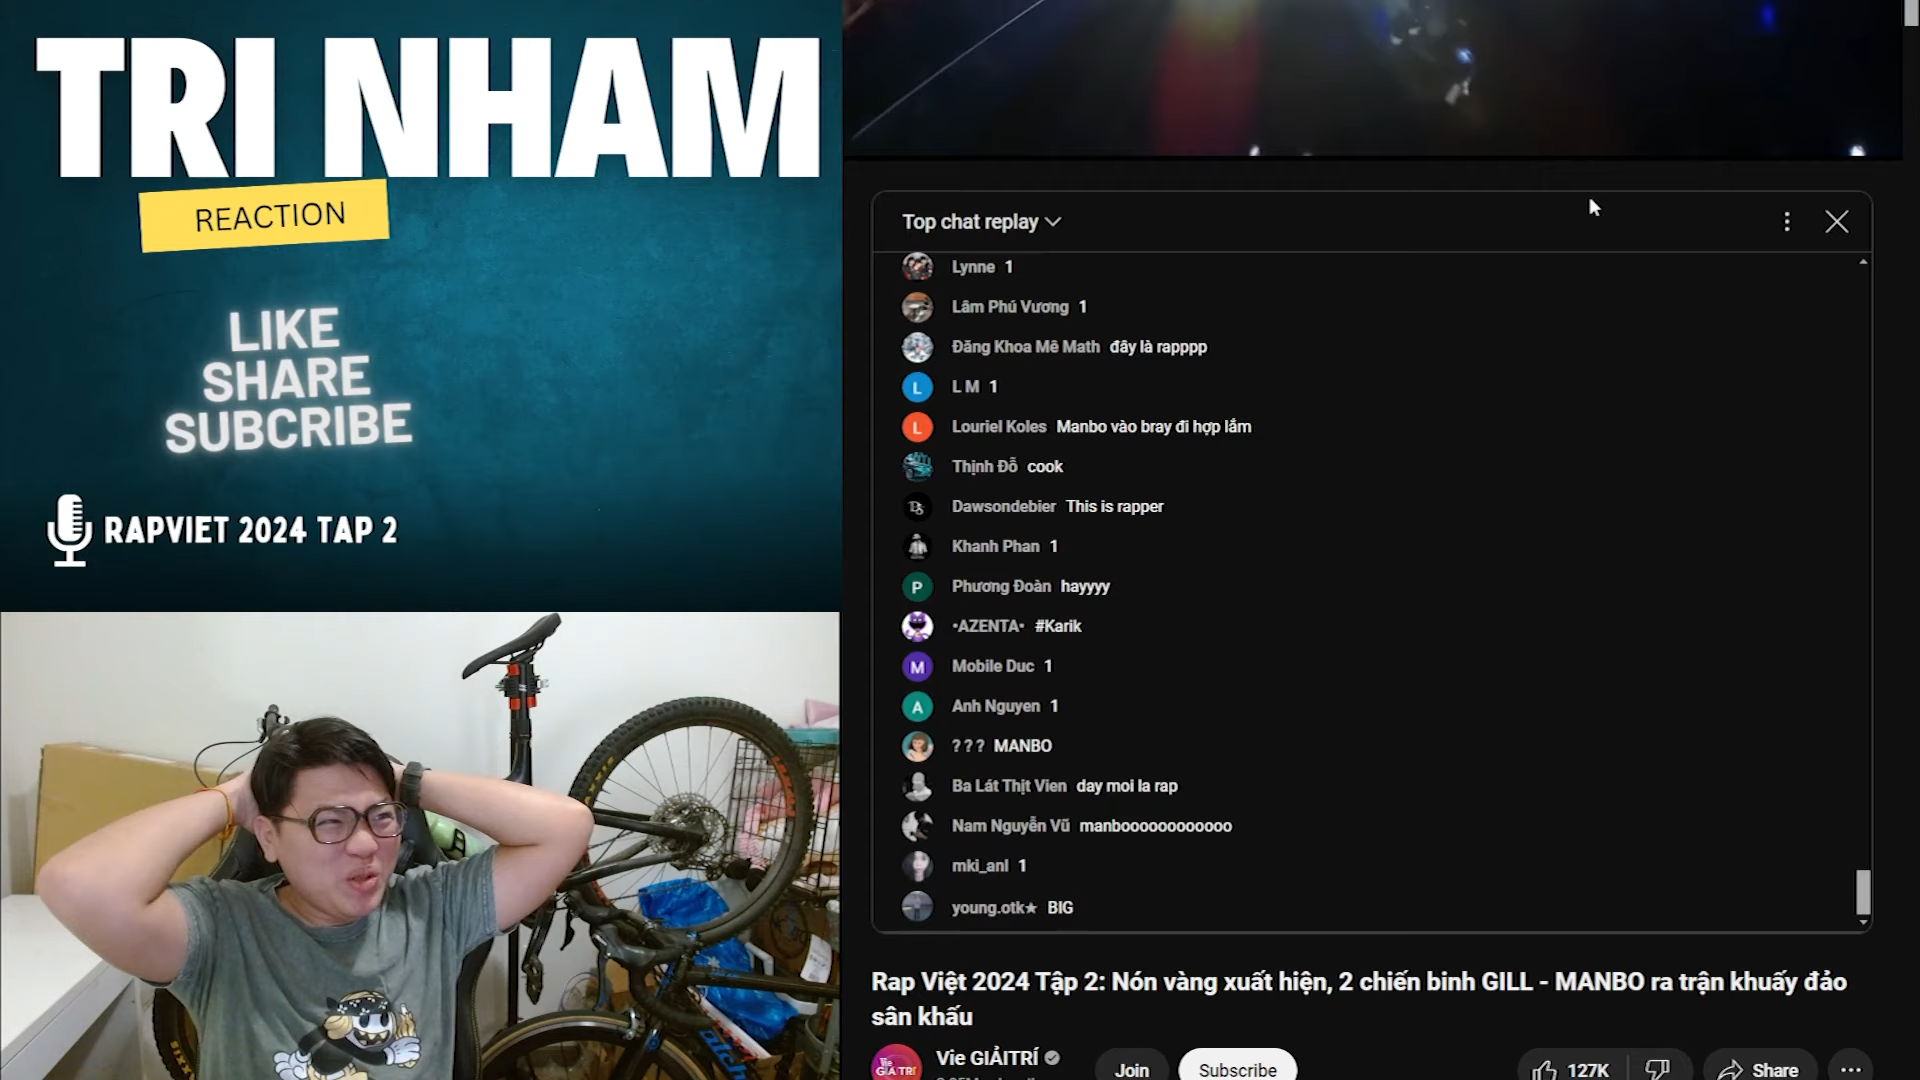 TRI NHAM
REACTION
LIKE
SHARE
SUBCRIBE
RAPVIET 2024 TAP 2
Top chat replay
Lynne 1
Lâm Phú Vương 1
Đăng Khoa Mê Math đây là rapppp
L
L M 1
L
Louriel Koles Manbo vào bray đi hợp lắm
Thịnh Đỗ cook
Dawsondebier This is rapper
Khanh Phan 1
P
Phương Đoàn hayyyy
•AZENTA• #Karik
M
Mobile Duc 1
A
Anh Nguyen 1
? ? ? MANBO
Ba Lát Thịt Vien day moi la rap
Nam Nguyễn Vũ manboooooooooooo
mki_anl 1
young.otk★ BIG
Rap Việt 2024 Tập 2: Nón vàng xuất hiện, 2 chiến binh GILL - MANBO ra trận khuấy đảo
sân khấu
Vie GIẢITRÍ
Join
Subscribe
127K
Share